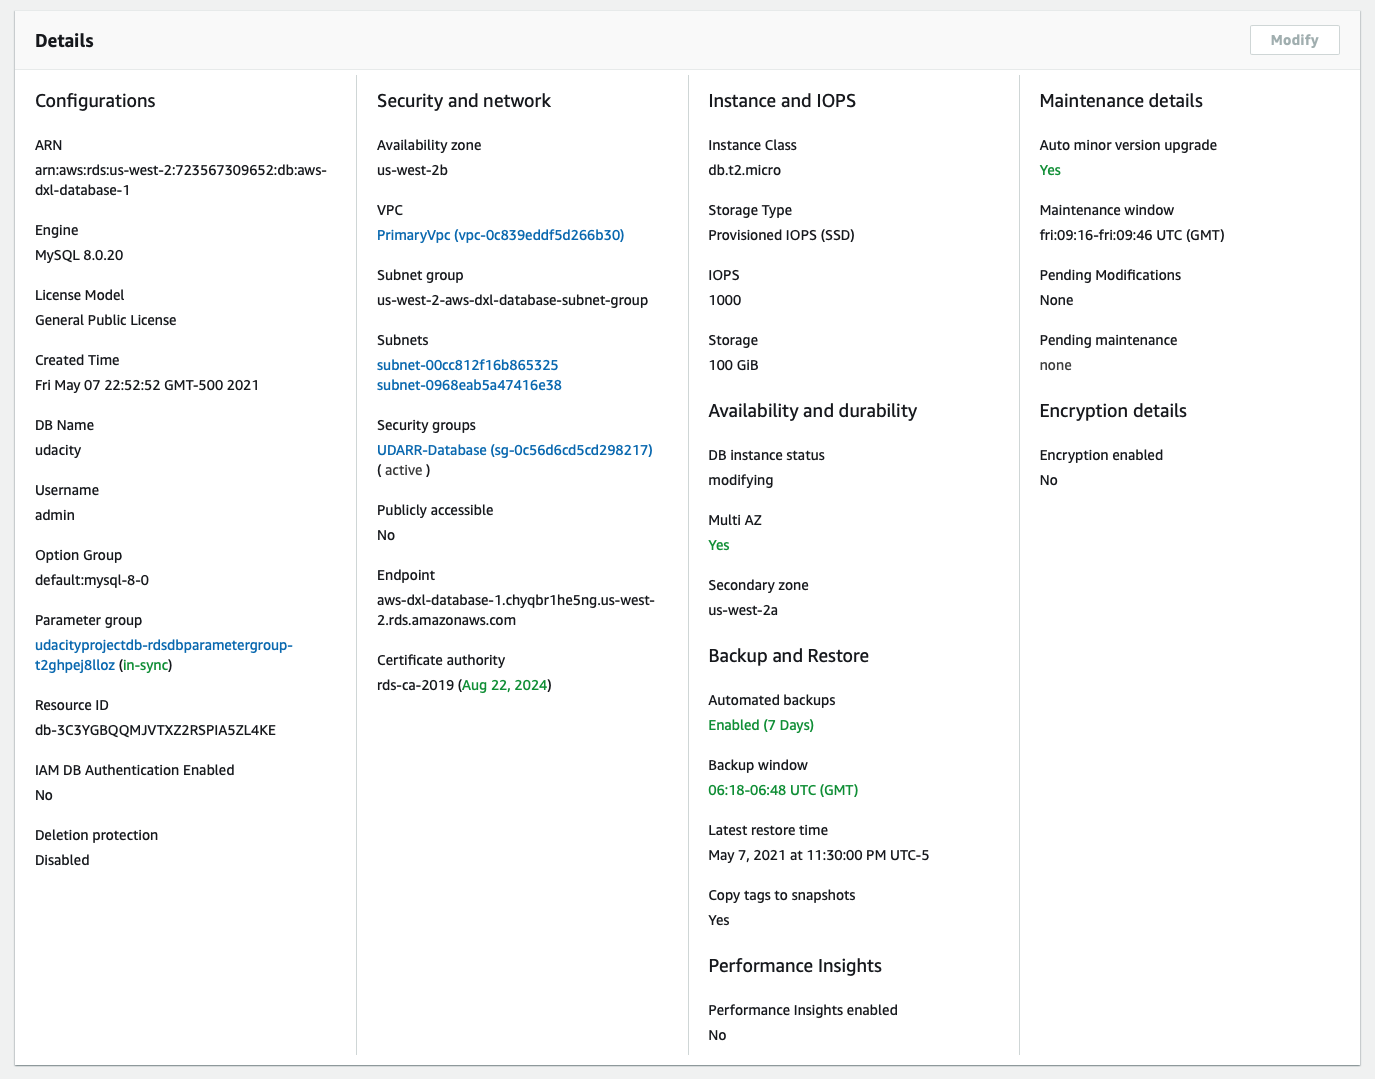 Details
Modify
Configurations
ARN
arn:aws:rds:us-west-2:723567309652:db:aws-
dxl-database-1
Engine
MySQL 8.0.20
License Model
General Public License
Created Time
Fri May 07 22:52:52 GMT-500 2021
DB Name
udacity
Username
admin
Option Group
default:mysql-8-0
Parameter group
udacityprojectdb-rdsdbparametergroup-
t2ghpej8lloz (in-sync)
Resource ID
db-3C3YGBQQMJVTXZ2RSPIA5ZL4KE
IAM DB Authentication Enabled
No
Deletion protection
Disabled
Security and network
Availability zone
us-west-2b
VPC
PrimaryVpc (vpc-0c839eddf5d266b30)
Subnet group
us-west-2-aws-dxl-database-subnet-group
Subnets
subnet-00cc812f16b865325
subnet-0968eab5a47416e38
Security groups
UDARR-Database (sg-0c56d6cd5cd298217)
( active )
Publicly accessible
No
Endpoint
aws-dxl-database-1.chyqbr1he5ng.us-west-
2.rds.amazonaws.com
Certificate authority
rds-ca-2019 (Aug 22, 2024)
Instance and IOPS
Instance Class
db.t2.micro
Storage Type
Provisioned IOPS (SSD)
IOPS
1000
Storage
100 GiB
Availability and durability
DB instance status
modifying
Multi AZ
Yes
Secondary zone
us-west-2a
Backup and Restore
Automated backups
Enabled (7 Days)
Backup window
06:18-06:48 UTC (GMT)
Latest restore time
May 7, 2021 at 11:30:00 PM UTC-5
Copy tags to snapshots
Yes
Performance Insights
Performance Insights enabled
No
Maintenance details
Auto minor version upgrade
Yes
Maintenance window
fri:09:16-fri:09:46 UTC (GMT)
Pending Modifications
None
Pending maintenance
none
Encryption details
Encryption enabled
No